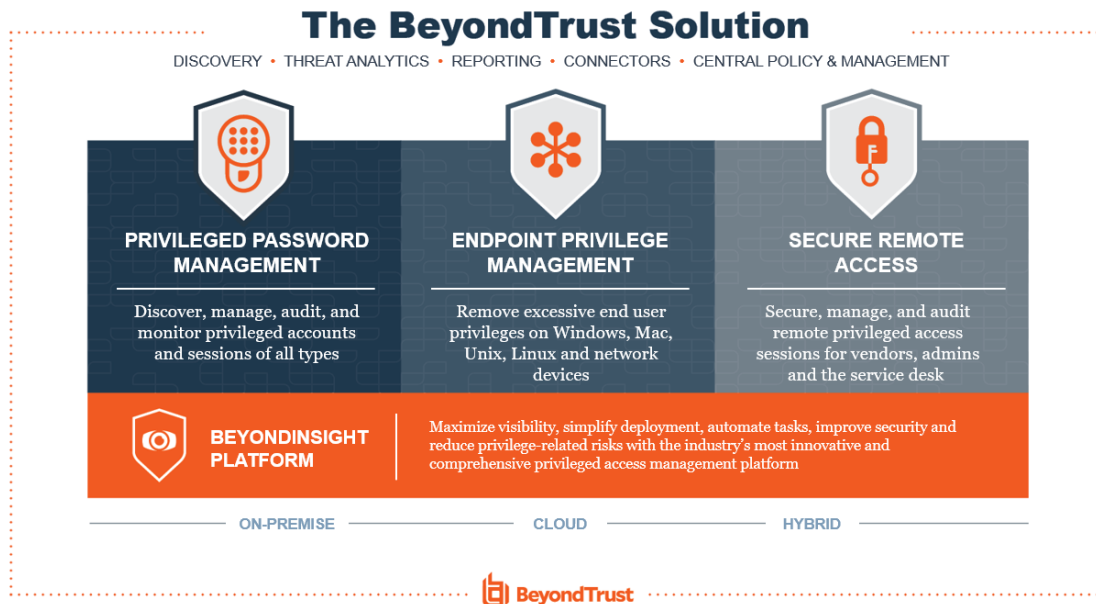 The BeyondTrust Solution
DISCOVERY • THREAT ANALYTICS • REPORTING • CONNECTORS • CENTRAL POLICY & MANAGEMENT
PRIVILEGED PASSWORD
MANAGEMENT
Discover, manage, audit, and
monitor privileged accounts
and sessions of all types
ENDPOINT PRIVILEGE
MANAGEMENT
Remove excessive end user
privileges on Windows, Mac,
Unix, Linux and network
devices
SECURE REMOTE
ACCESS
Secure, manage, and audit
remote privileged access
sessions for vendors, admins
and the service desk
BEYONDINSIGHT
PLATFORM
Maximize visibility, simplify deployment, automate tasks, improve security and
reduce privilege-related risks with the industry’s most innovative and
comprehensive privileged access management platform
ON-PREMISE
CLOUD
HYBRID
BeyondTrust